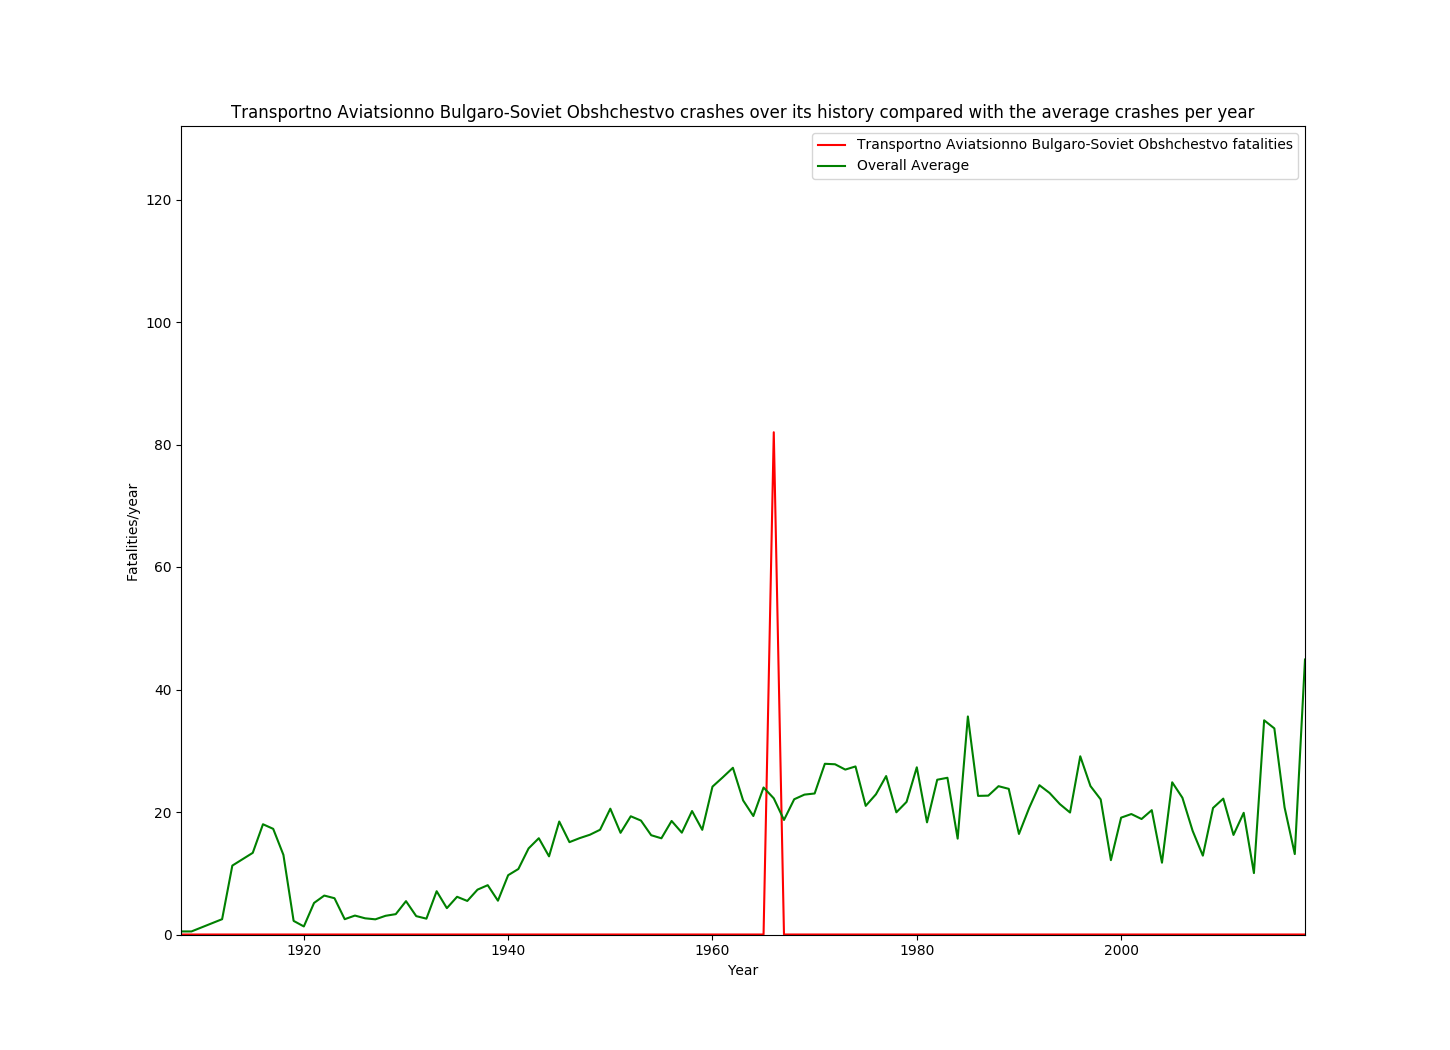 Transportno Aviatsionno Bulgaro-Soviet Obshchestvo crashes over its history compared with the average crashes per year
Transportno Aviatsionno Bulgaro-Soviet Obshchestvo fatalities
Overall Average
120
100
80
60
40
20
0
Fatalities/year
1920 1940 1960 1980 2000
Year